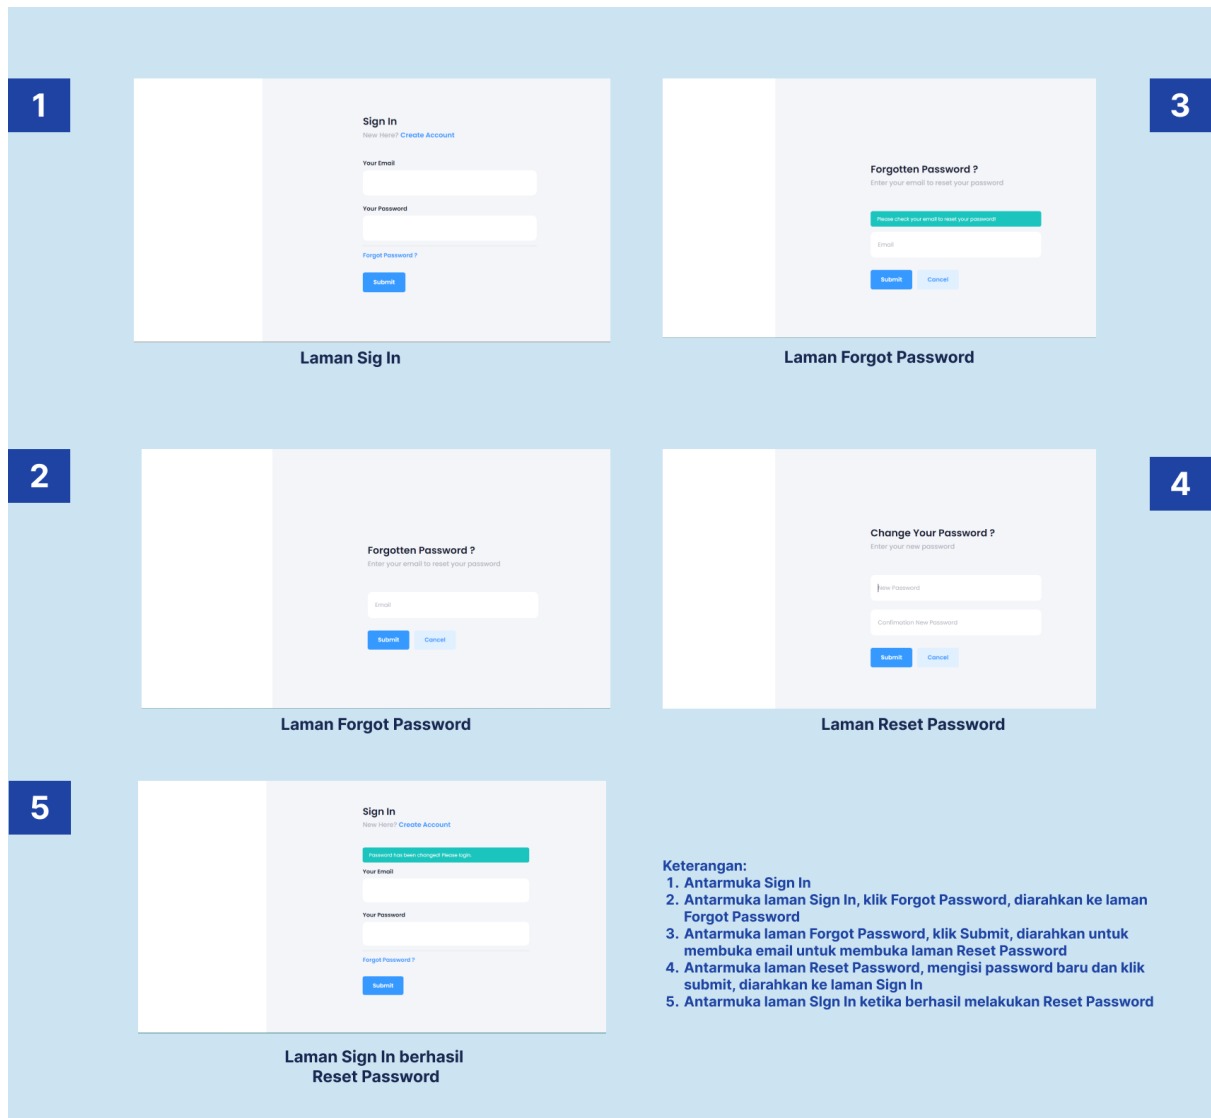 1
Sign In
New Here? Create Account
Your Email
Your Password
Forgot Password ?
Submit
Laman Sig In
3
Forgotten Password ?
Enter your email to reset your password
Please check your email to reset your password!
Email
Submit Cancel
Laman Forgot Password
2
Forgotten Password ?
Enter your email to reset your password
Email
Submit Cancel
Laman Forgot Password
4
Change Your Password ?
Enter your new password
New Password
Confimation New Password
Submit Cancel
Laman Reset Password
5
Sign In
New Here? Create Account
Password has been changed! Please login.
Your Email
Your Password
Forgot Password ?
Submit
Laman Sign In berhasil
Reset Password
Keterangan:
1. Antarmuka Sign In
2. Antarmuka laman Sign In, klik Forgot Password, diarahkan ke laman
Forgot Password
3. Antarmuka laman Forgot Password, klik Submit, diarahkan untuk
membuka email untuk membuka laman Reset Password
4. Antarmuka laman Reset Password, mengisi password baru dan klik
submit, diarahkan ke laman Sign In
5. Antarmuka laman SIgn In ketika berhasil melakukan Reset Password